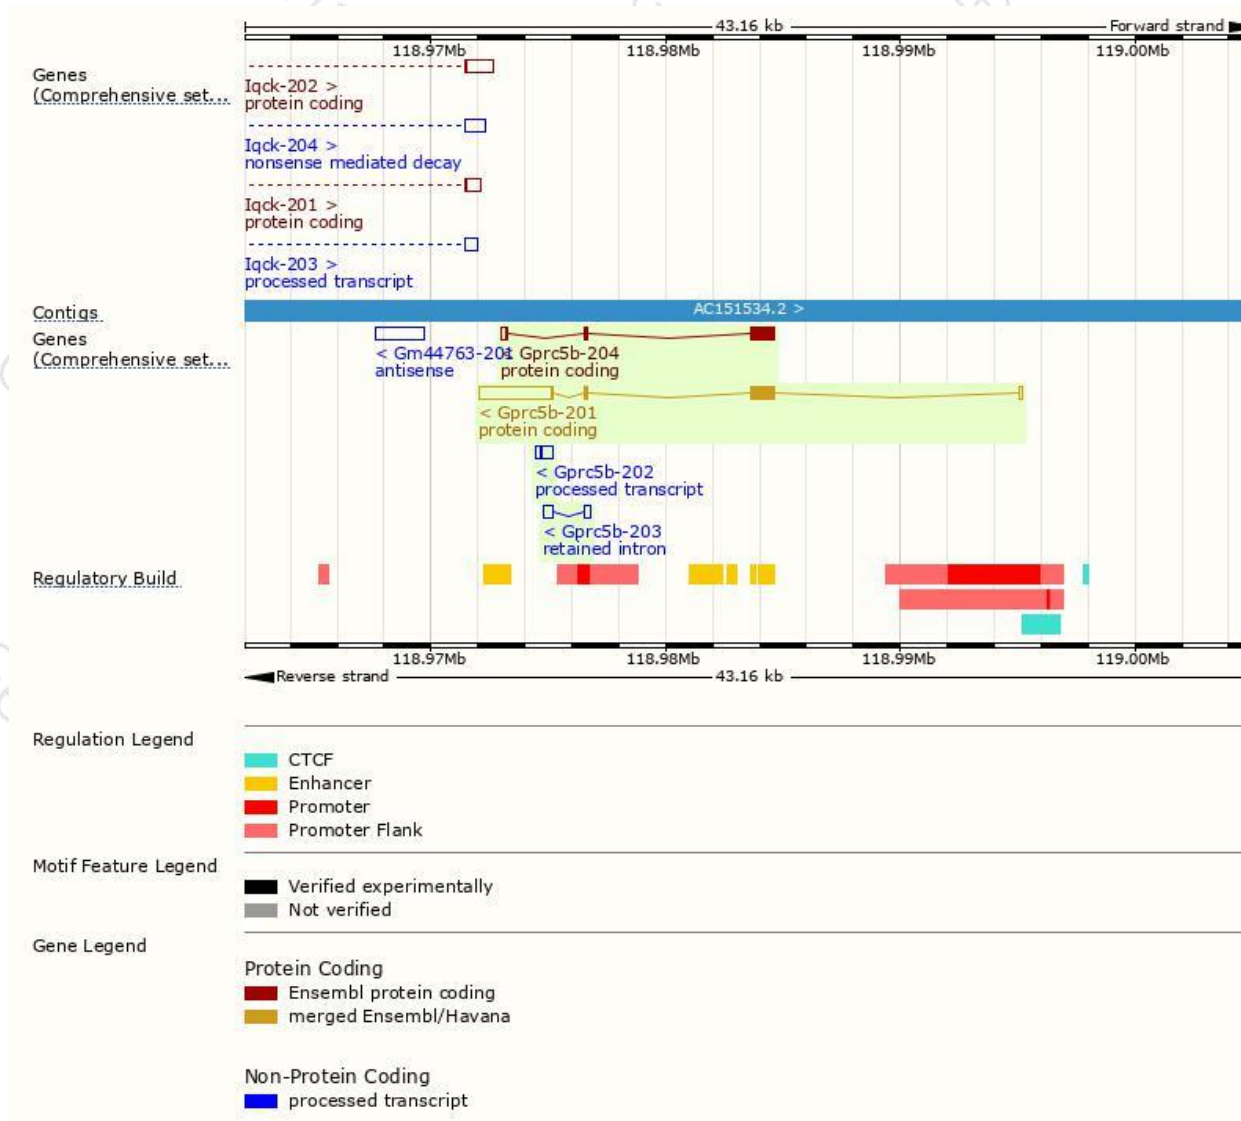 43.16 kb
Forward strand
118.97Mb 118.98Mb 118.99Mb 119.00Mb
Genes
(Comprehensive set...
Iqck-202 >
protein coding
Iqck-204 >
nonsense mediated decay
Iqck-201 >
protein coding
Iqck-203 >
processed transcript
Contigs
AC151534.2 >
Genes
(Comprehensive set...
< Gm44763-201
antisense
< Gprc5b-204
protein coding
< Gprc5b-201
protein coding
< Gprc5b-202
processed transcript
< Gprc5b-203
retained intron
Regulatory Build
118.97Mb 118.98Mb 118.99Mb 119.00Mb
Reverse strand
43.16 kb
Regulation Legend
CTCF
Enhancer
Promoter
Promoter Flank
Motif Feature Legend
Verified experimentally
Not verified
Gene Legend
Protein Coding
Ensembl protein coding
merged Ensembl/Havana
Non-Protein Coding
processed transcript